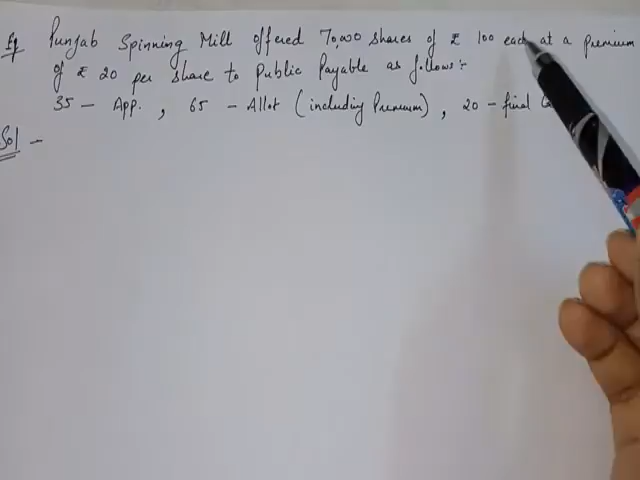 Eg Punjab Spinning Mill offered 70,000 shares of ₹ 100 each at a premium
of ₹ 20 per share to public Payable as follows:-
35 - App. , 65 - Allot (including Premium) , 20 - final
Sol -